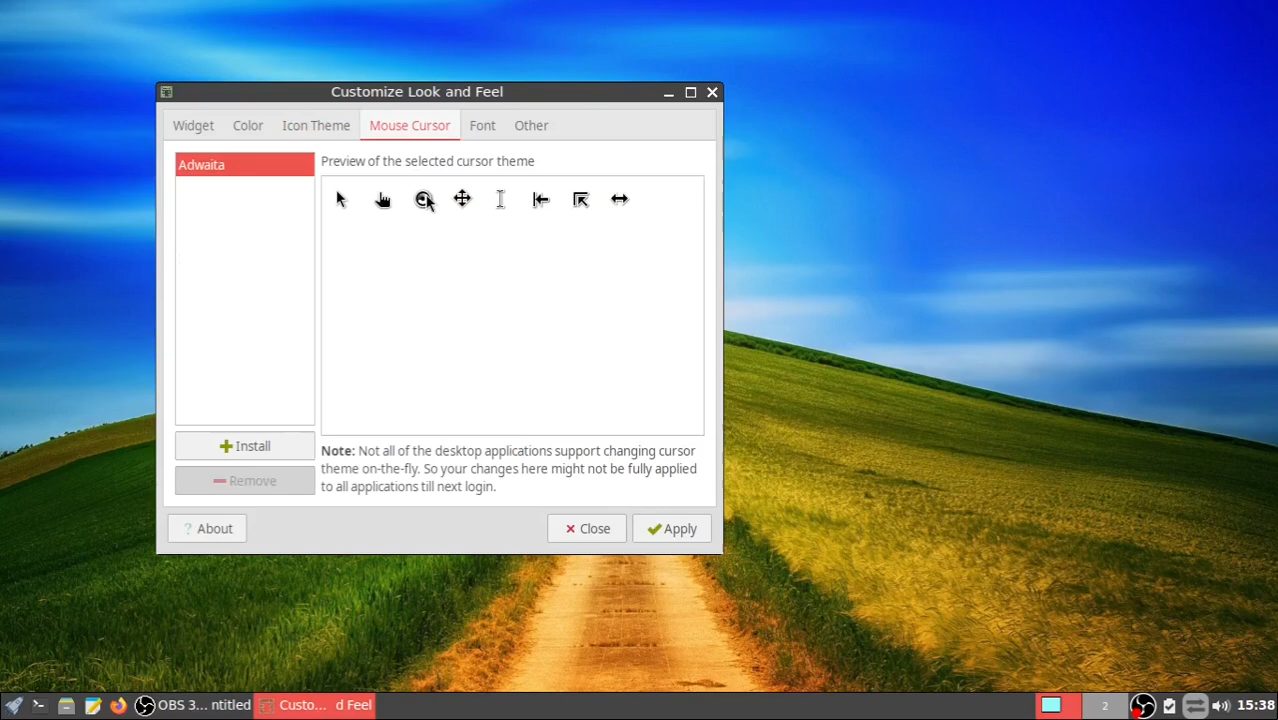 Customize Look and Feel
Widget Color Icon Theme Mouse Cursor Font Other
Adwaita
Preview of the selected cursor theme
Install
Remove
Note: Not all of the desktop applications support changing cursor
theme on-the-fly. So your changes here might not be fully applied
to all applications till next login.
? About
Close
Apply
OBS 3... ntitled
Custo... d Feel
2
15:38